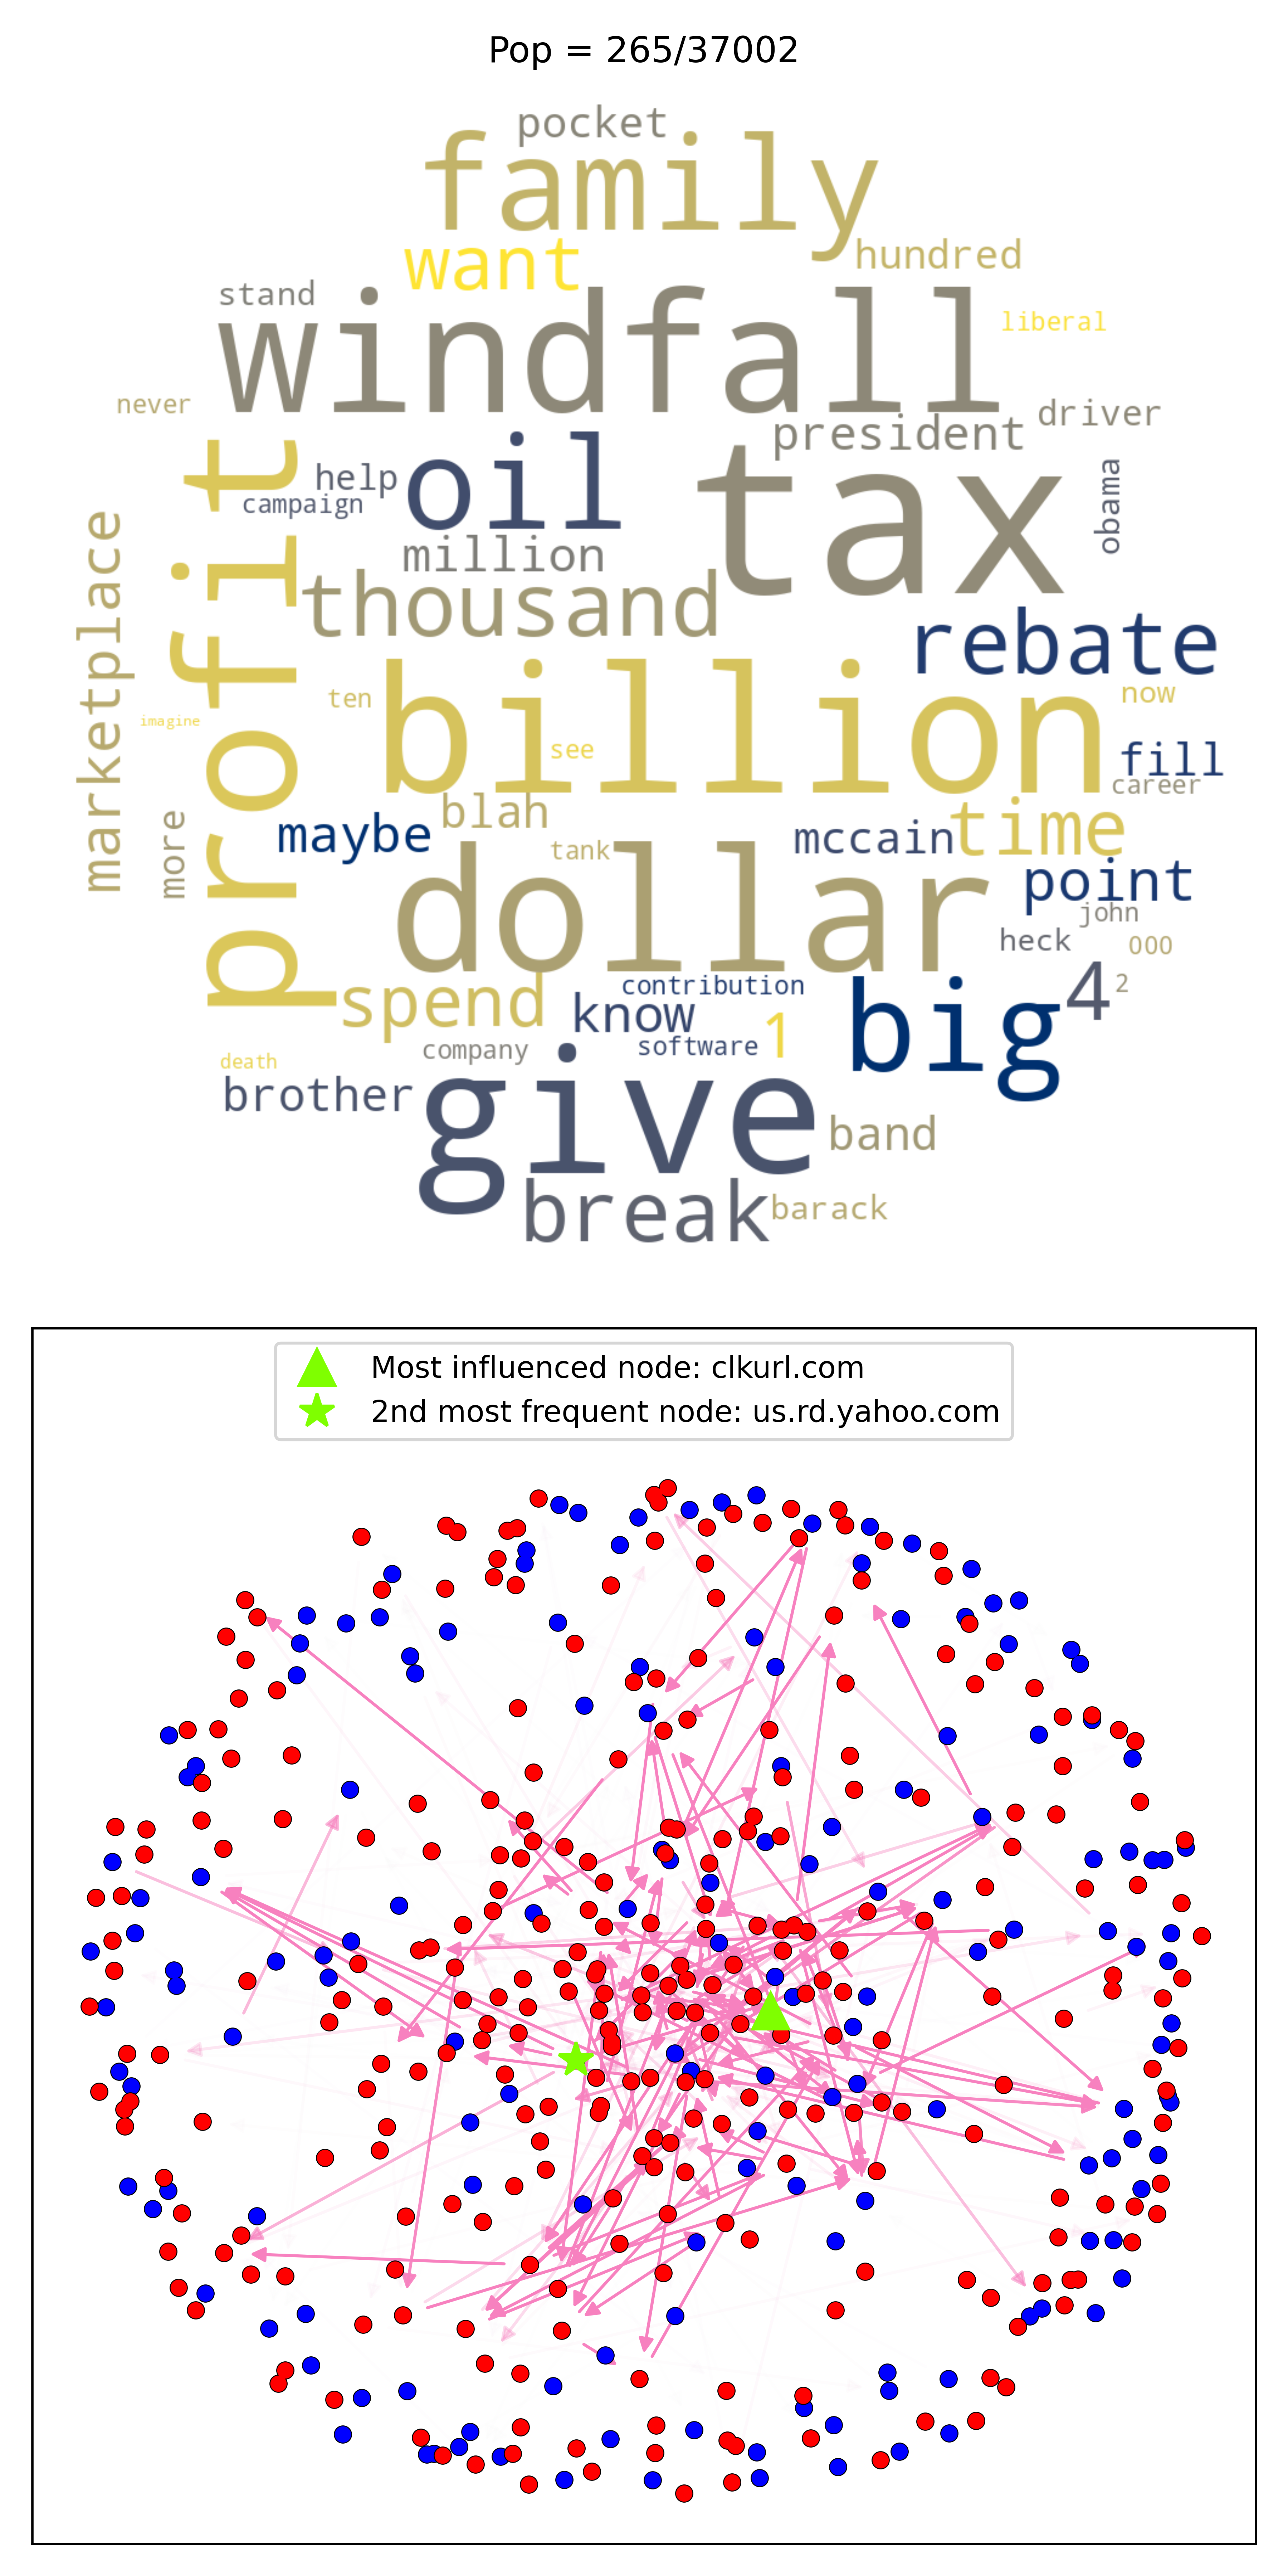 Pop = 265/37002
pocket
family
want
hundred
stand
windfall
liberal
never
president
driver
profit
help
oil
tax
obama
campaign
marketplace
million
thousand
rebate
ten
billion
now
imagine
see
fill
career
more
maybe
blah
mccain
time
tank
dollar
point
john
heck
000
spend
contribution
big
4
2
know
1
software
company
death
brother
give
band
break
barack
Most influenced node: clkurl.com
2nd most frequent node: us.rd.yahoo.com